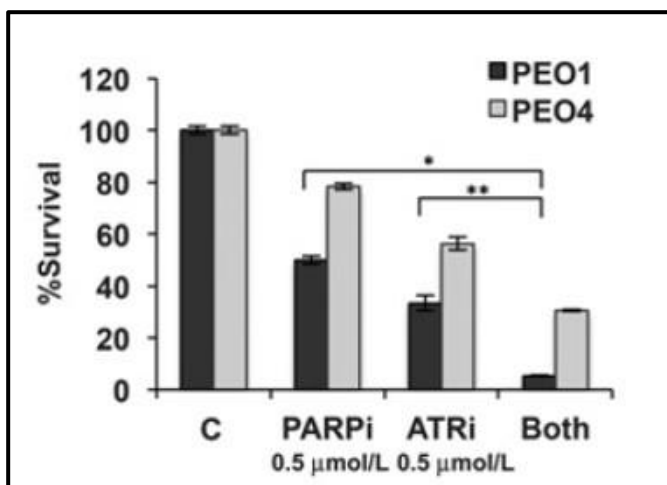 PEO1
PEO4
120
100
80
60
40
20
0
%Survival
*
**
C PARPi ATRi Both
0.5 μmol/L 0.5 μmol/L